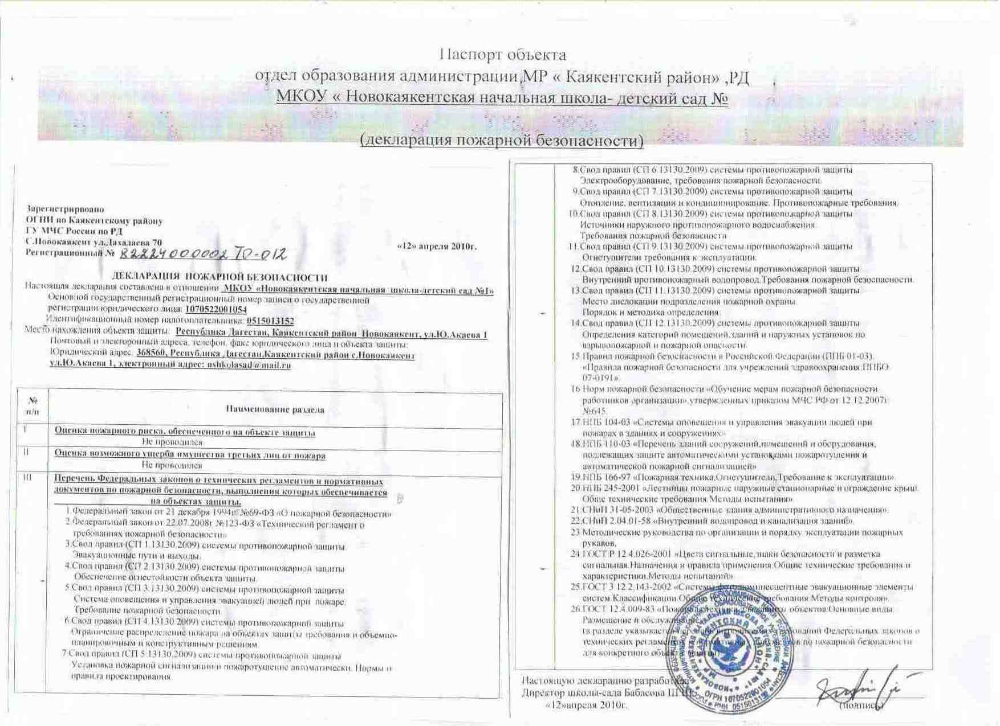 Паспорт объекта
отдел образования администрации,МР « Каякентский район» ,РД
МКОУ « Новокаякентская начальная школа- детский сад №
(декларация пожарной безопасности)
Зарегистрировано
ОГНН по Каякентскому району
ГУ МЧС России по РД
С.Новокаякент ул.Дахадаева 70
Регистрационный № 82224000002 ТО-012
«12» апреля 2010г.
ДЕКЛАРАЦИЯ ПОЖАРНОЙ БЕЗОПАСНОСТИ
Настоящая декларация составлена в отношении МКОУ «Новокаякентская начальная школа-детский сад №1»
Основной государственный регистрационный номер записи о государственной
регистрации юридического лица: 1070522001054
Идентификационный номер налогоплательщика: 0515013152
Место нахождения объекта защиты: Республика Дагестан, Каякентский район Новокаякент, ул.Ю.Акаева 1
Почтовый и электоронный адреса, телефон, факс юридического лица и объекта защиты:
Юридический адрес: 368560, Республика Дагестан,Каякентский район с.Новокаякент
ул.Ю.Акаева 1, электронный адрес: nshkolasad@mail.ru
№
п/п
Наименование раздела
I
Оценка пожарного риска, обеспеченного на объекте защиты
Не проводился
II
Оценка возможного ущерба имущества третьих лиц от пожара
Не проводился
III
Перечень Федеральных законов о технических регламентов и нормативных
документов по пожарной безопасности, выполнения которых обеспечивается
на объектах защиты.
1.Федеральный закон от 21 декабря 1994г. №69-ФЗ «О пожарной безопасности»
2.Федеральный закон от 22.07.2008г №123-ФЗ «Технический регламент о
требованиях пожарной безопасности»
3.Свод правил (СП 1.13130.2009) системы противопожарной защиты
Эвакуационные пути и выходы.
4.Свод правил (СП 2.13130.2009) системы противопожарной защиты
Обеспечение огнестойкости объекта защиты.
5.Свод правил (СП 3.13130.2009) системы противопожарной защиты
Система оповещения и управления эвакуацией людей при пожаре.
Требование пожарной безопасности
6.Свод правил (СП 4.13130.2009) системы противопожарной защиты
Ограничение распределение пожара на объектах защиты требования и объемно-
планировочным и конструктивным решениям
7.Свод правил (СП 5.13130.2009) системы противопожарной защиты
Установка пожарной сигнализации и пожаротушение автоматически. Нормы и
правила проектирования
8.Свод правил (СП 6.13130.2009) системы противопожарной защиты
Электрооборудование, требования пожарной безопасности.
9.Свод правил (СП 7.13130.2009) системы противопожарной защиты
Отопление, вентиляции и кондиционирование. Противопожарные требования.
10.Свод правил (СП 8.13130.2009) системы противопожарной защиты
Источники наружного противопожарного водоснабжения.
Требования пожарной безопасности
11.Свод правил (СП 9.13130.2009) системы противопожарной защиты
Огнетушители требования к эксплуатации.
12.Свод правил (СП 10.13130.2009) системы противопожарной защиты
Внутренний противопожарный водопровод.Требования пожарной безоспасности.
13.Свод правил (СП 11.13130.2009) системы противопожарной защиты
Место дислокации подразделения пожарной охраны.
Порядок и методика определения.
14.Свод правил (СП 12.13130.2009) системы противопожарной защиты
Определения категорий помещений,зданий и наружных установок по
взрывопожарной и пожарной опасности.
15.Правил пожарной безоспасности в Российской Федерации (ППБ 01-03).
«Правила пожарной безопасности для учреждений здравоохранения.ППБО
07-0191».
16 Норм пожарной безопасности «Обучение мерам пожарной безопасности
работников организации»,утвержденных приказом МЧС РФ от 12.12.2007г
№645.
17.НПБ 104-03 «Системы оповещения и управления эвакуации людей при
пожарах в зданиях и сооружениях»
18.НПБ 110-03 «Перечень зданий сооружений,помещений и оборудования,
подлежащих защите автоматическими установками пожаротушения и
автоматической пожарной сигнализацией»
19.НПБ 166-97 «Пожарная техника.Огнетушители.Требование к эксплуатации».
20.НПБ 245-2001 «Лестницы пожарные наружные стационарные и ограждение крыш.
Обще технические требования.Методы испытания»
21.СНиП 31-05-2003 «Общественные здания административного назначения».
22.СНиП 2.04.01-58 «Внутренний водопровод и канализация зданий».
23 Методические руководства по организации и порядку эксплуатации пожарных
рукавов.
24 ГОСТ Р 12.4.026-2001 «Цвета сигнальные,знаки безопасности и разметка
сигнальная.Назначения и правила применения.Общие технические требования и
характеристики.Методы испытаний»
25.ГОСТ З 12.2.143-2002 «Системы фотолюминесцентные эвакуационные элементы
систем.Классификации.Общие технические требования.Методы контроля».
26.ГОСТ 12.4.009-83 «Пожарная техника для защиты объектов.Основные виды.
Размещение и обслуживание».
(в разделе указывается перечень выполняемых требований Федеральных законов о
технических регламентах и нормативных документов по пожарной безопасности
для конкретного объекта защиты)
Настоящую декларацию разработала
Директор школы-сада Бабасова Ш.
«12»апреля 2010г.
(подпись)
ОГРН 1070522001054
ИНН 0515013152